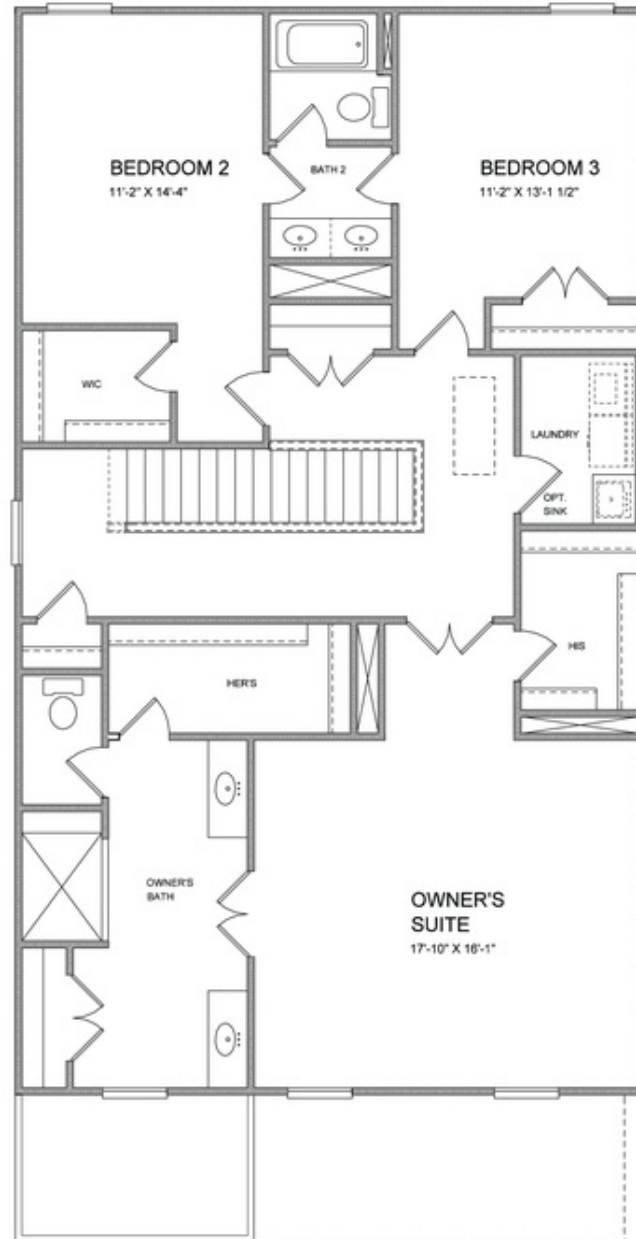 BEDROOM 2
11'-2" X 14'-4"
BATH 2
BEDROOM 3
11'-2" X 13'-1 1/2"
WIC
LAUNDRY
OPT.
SINK
HER'S
HIS
OWNER'S
BATH
OWNER'S
SUITE
17'-10" X 16'-1"